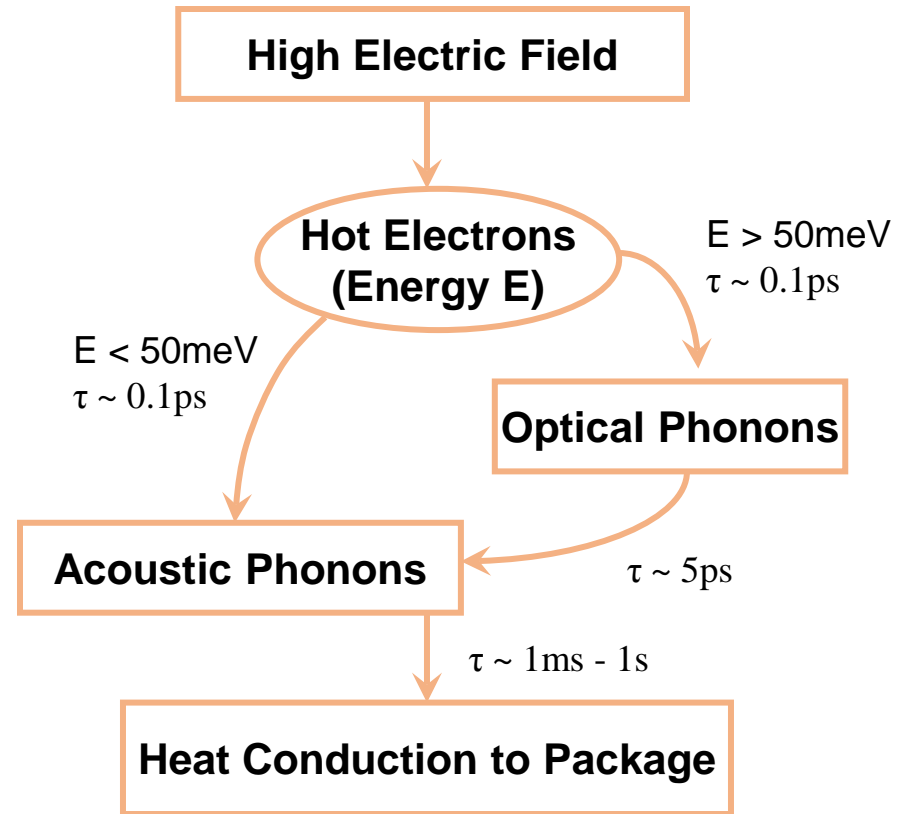 High Electric Field
Hot Electrons
(Energy E)
E > 50meV
τ ~ 0.1ps
E < 50meV
τ ~ 0.1ps
Optical Phonons
Acoustic Phonons
τ ~ 5ps
τ ~ 1ms - 1s
Heat Conduction to Package